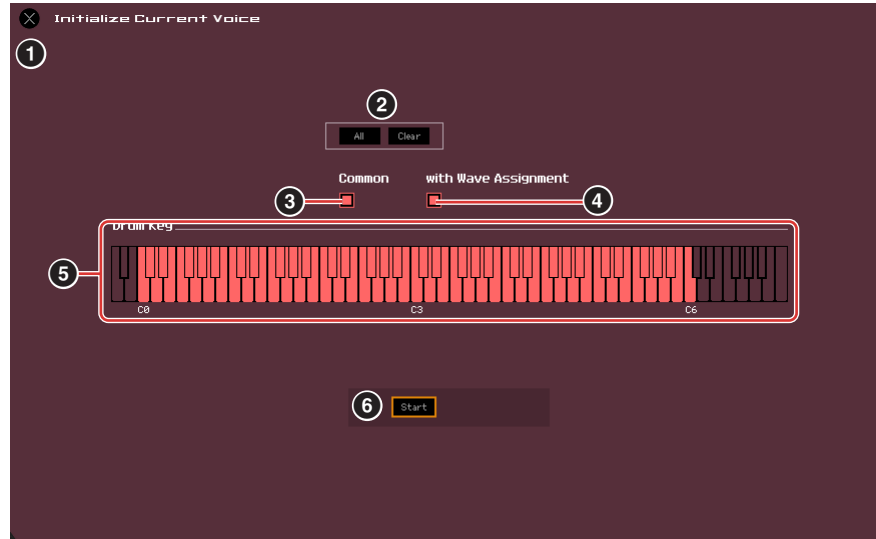 Initialize Current Voice
1
2
All Clear
Common with Wave Assignment
3 4
Drum Key
5
C0 C3 C6
6 Start